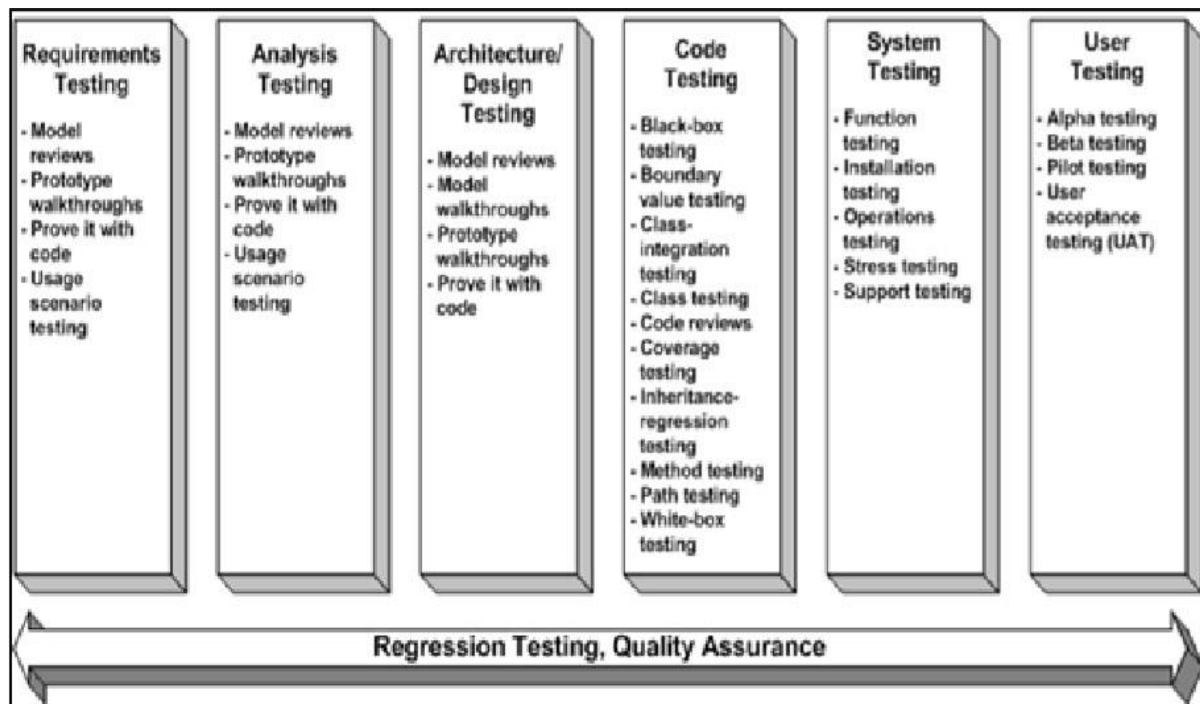 Requirements
Testing
- Model
reviews
- Prototype
walkthroughs
- Prove it with
code
- Usage
scenario
testing
Analysis
Testing
- Model reviews
- Prototype
walkthroughs
- Prove it with
code
- Usage
scenario
testing
Architecture/
Design
Testing
- Model reviews
- Model
walkthroughs
- Prototype
walkthroughs
- Prove it with
code
Code
Testing
- Black-box
testing
- Boundary
value testing
- Class-
integration
testing
- Class testing
- Code reviews
- Coverage
testing
- Inheritance-
regression
testing
- Method testing
- Path testing
- White-box
testing
System
Testing
- Function
testing
- Installation
testing
- Operations
testing
- Stress testing
- Support testing
User
Testing
- Alpha testing
- Beta testing
- Pilot testing
- User
acceptance
testing (UAT)
Regression Testing, Quality Assurance